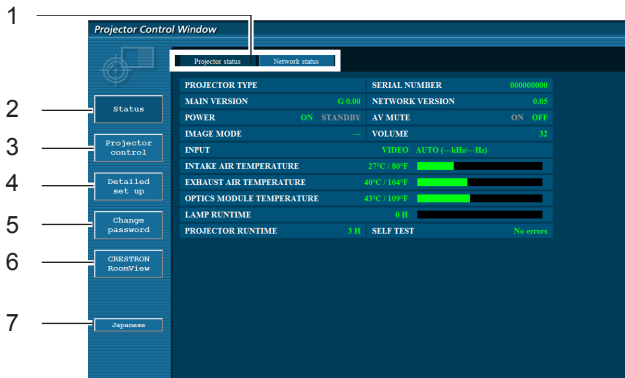 Projector Control Window
1
Projector status Network status
PROJECTOR TYPE SERIAL NUMBER 000000000
MAIN VERSION G 0.00 NETWORK VERSION 0.05
POWER ON STANDBY AV MUTE ON OFF
IMAGE MODE --- VOLUME 32
INPUT VIDEO AUTO (---kHz/---Hz)
INTAKE AIR TEMPERATURE 27°C / 80°F
EXHAUST AIR TEMPERATURE 40°C / 104°F
OPTICS MODULE TEMPERATURE 43°C / 109°F
LAMP RUNTIME 0 H
PROJECTOR RUNTIME 3 H SELF TEST No errors
2 Status
3 Projector
control
4 Detailed
set up
5 Change
password
6 CRESTRON
RoomView
7 Japanese